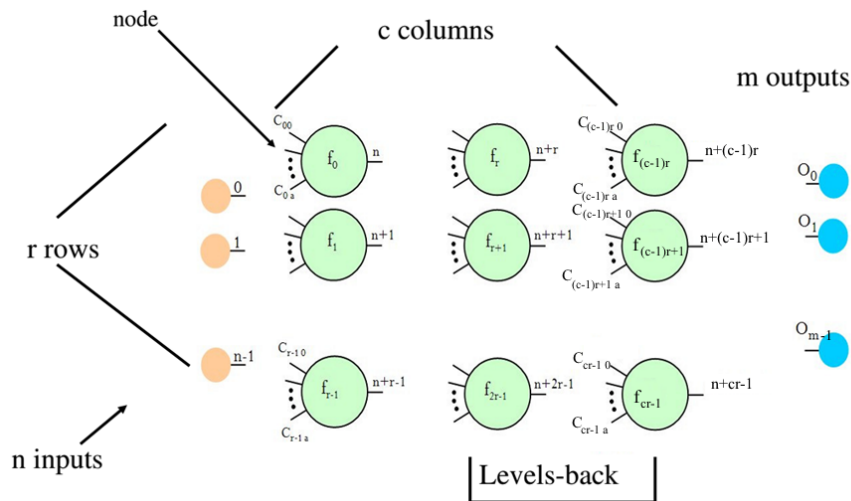 node
c columns
m outputs
C00
f0
n
C0 a
fr
n+r
C(c-1)r 0
f(c-1)r
n+(c-1)r
C(c-1)r a
0
O0
C(c-1)r+1 0
1
f1
n+1
fr+1
n+r+1
f(c-1)r+1
n+(c-1)r+1
O1
C(c-1)r+1 a
r rows
n-1
Cr-1 0
fr-1
n+r-1
Cr-1 a
f2r-1
n+2r-1
Ccr-1 0
fcr-1
n+cr-1
Ccr-1 a
Om-1
n inputs
Levels-back